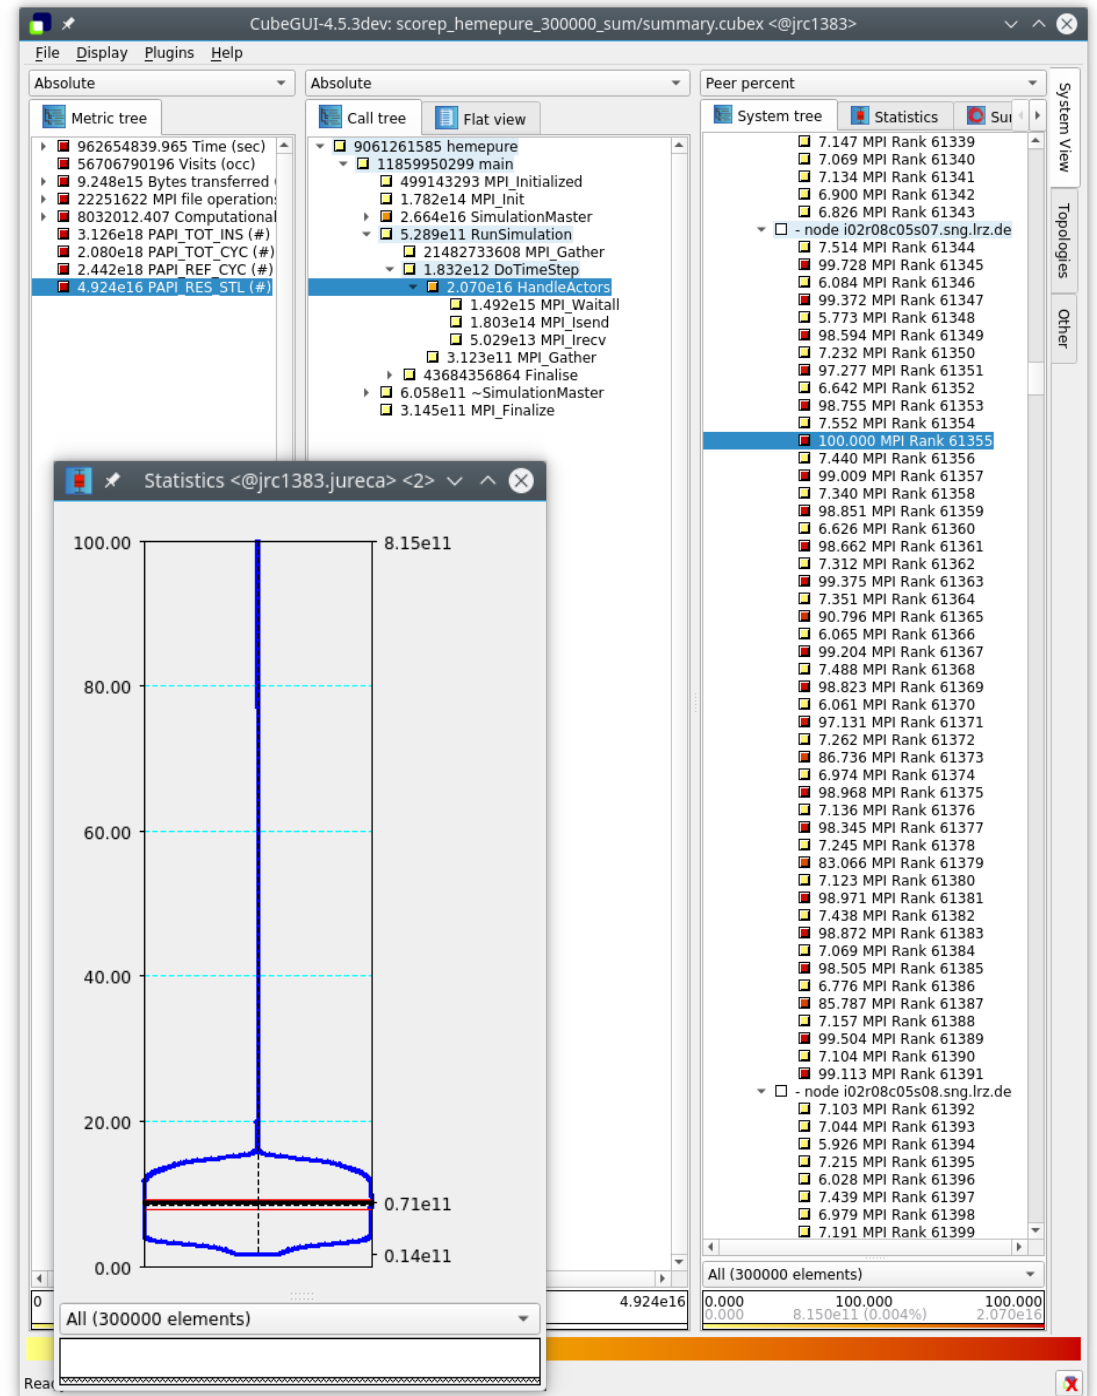 CubeGUI-4.5.3dev: scorep_hemepure_300000_sum/summary.cubex <@jrc1383>
File Display Plugins Help
Absolute
Metric tree
962654839.965 Time (sec)
56706790196 Visits (occ)
9.248e15 Bytes transferred
22251622 MPI file operation
8032012.407 Computational
3.126e18 PAPI_TOT_INS (#)
2.080e18 PAPI_TOT_CYC (#)
2.442e18 PAPI_REF_CYC (#)
4.924e16 PAPI_RES_STL (#)
Absolute
Call tree
Flat view
9061261585 hemepure
11859950299 main
499143293 MPI_Initialized
1.782e14 MPI_Init
2.664e16 SimulationMaster
5.289e11 RunSimulation
21482733608 MPI_Gather
1.832e12 DoTimeStep
2.070e16 HandleActors
1.492e15 MPI_Waitall
1.803e14 MPI_Isend
5.029e13 MPI_Irecv
3.123e11 MPI_Gather
43684356864 Finalise
6.058e11 ~SimulationMaster
3.145e11 MPI_Finalize
0
4.924e16
Peer percent
System tree
Statistics
Su
7.147 MPI Rank 61339
7.069 MPI Rank 61340
7.134 MPI Rank 61341
6.900 MPI Rank 61342
6.826 MPI Rank 61343
- node i02r08c05s07.sng.lrz.de
7.514 MPI Rank 61344
99.728 MPI Rank 61345
6.084 MPI Rank 61346
99.372 MPI Rank 61347
5.773 MPI Rank 61348
98.594 MPI Rank 61349
7.232 MPI Rank 61350
97.277 MPI Rank 61351
6.642 MPI Rank 61352
98.755 MPI Rank 61353
7.552 MPI Rank 61354
100.000 MPI Rank 61355
7.440 MPI Rank 61356
99.009 MPI Rank 61357
7.340 MPI Rank 61358
98.851 MPI Rank 61359
6.626 MPI Rank 61360
98.662 MPI Rank 61361
7.312 MPI Rank 61362
99.375 MPI Rank 61363
7.351 MPI Rank 61364
90.796 MPI Rank 61365
6.065 MPI Rank 61366
99.204 MPI Rank 61367
7.488 MPI Rank 61368
98.823 MPI Rank 61369
6.061 MPI Rank 61370
97.131 MPI Rank 61371
7.262 MPI Rank 61372
86.736 MPI Rank 61373
6.974 MPI Rank 61374
98.968 MPI Rank 61375
7.136 MPI Rank 61376
98.345 MPI Rank 61377
7.245 MPI Rank 61378
83.066 MPI Rank 61379
7.123 MPI Rank 61380
98.971 MPI Rank 61381
7.438 MPI Rank 61382
98.872 MPI Rank 61383
7.069 MPI Rank 61384
98.505 MPI Rank 61385
6.776 MPI Rank 61386
85.787 MPI Rank 61387
7.157 MPI Rank 61388
99.504 MPI Rank 61389
7.104 MPI Rank 61390
99.113 MPI Rank 61391
- node i02r08c05s08.sng.lrz.de
7.103 MPI Rank 61392
7.044 MPI Rank 61393
5.926 MPI Rank 61394
7.215 MPI Rank 61395
6.028 MPI Rank 61396
7.439 MPI Rank 61397
6.979 MPI Rank 61398
7.191 MPI Rank 61399
All (300000 elements)
0.000 100.000 100.000
0.000 8.150e11 (0.004%) 2.070e16
System View
Topologies
Other
Statistics <@jrc1383.jureca> <2>
100.00 8.15e11
80.00
60.00
40.00
20.00
0.71e11
0.14e11
0.00
All (300000 elements)
Rea